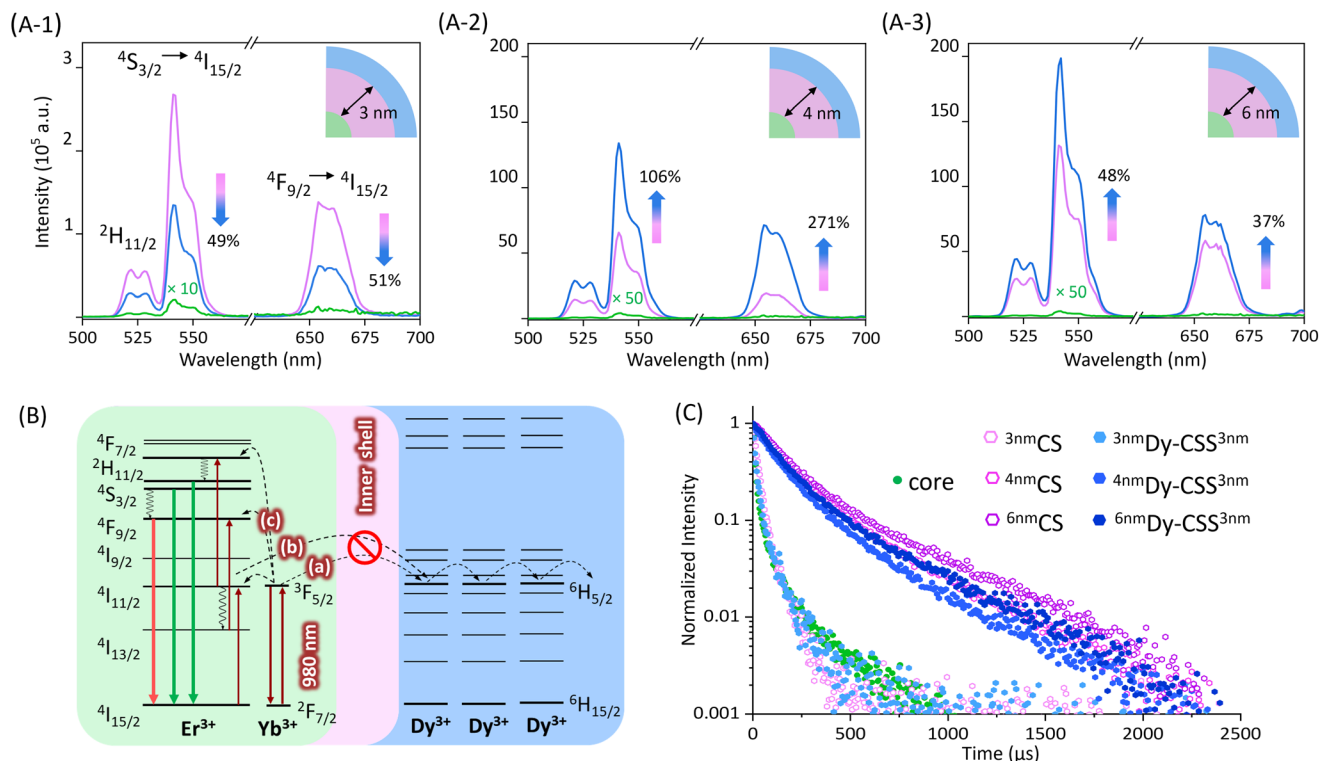 (A-1)
⁴S₃/₂ → ⁴I₁₅/₂
3 nm
⁴F₉/₂ → ⁴I₁₅/₂
²H₁₁/₂
49%
51%
× 10
Intensity (10⁵ a.u.)
3
2
1
0
500 550 650 700
Wavelength (nm)
(A-2)
200
150
100
50
0
4 nm
106%
271%
× 50
500 550 625 650 675 700
Wavelength (nm)
(A-3)
200
150
100
50
0
6 nm
48%
37%
× 50
500 550 650 700
Wavelength (nm)
(B)
Inner shell
⁴F₇/₂
²H₁₁/₂
⁴S₃/₂
⁴F₉/₂
⁴I₉/₂
⁴I₁₁/₂
⁴I₁₃/₂
⁴I₁₅/₂
(c)
(b)
(a)
³F₅/₂
980 nm
²F₇/₂
⁶H₅/₂
⁶H₁₅/₂
Er³⁺ Yb³⁺ Dy³⁺ Dy³⁺ Dy³⁺
(C)
Normalized Intensity
1
0.1
0.01
0.001
core
³ⁿᵐCS ³ⁿᵐDy-CSS³ⁿᵐ
⁴ⁿᵐCS ⁴ⁿᵐDy-CSS³ⁿᵐ
⁶ⁿᵐCS ⁶ⁿᵐDy-CSS³ⁿᵐ
0 500 1000 1500 2000 2500
Time (µs)